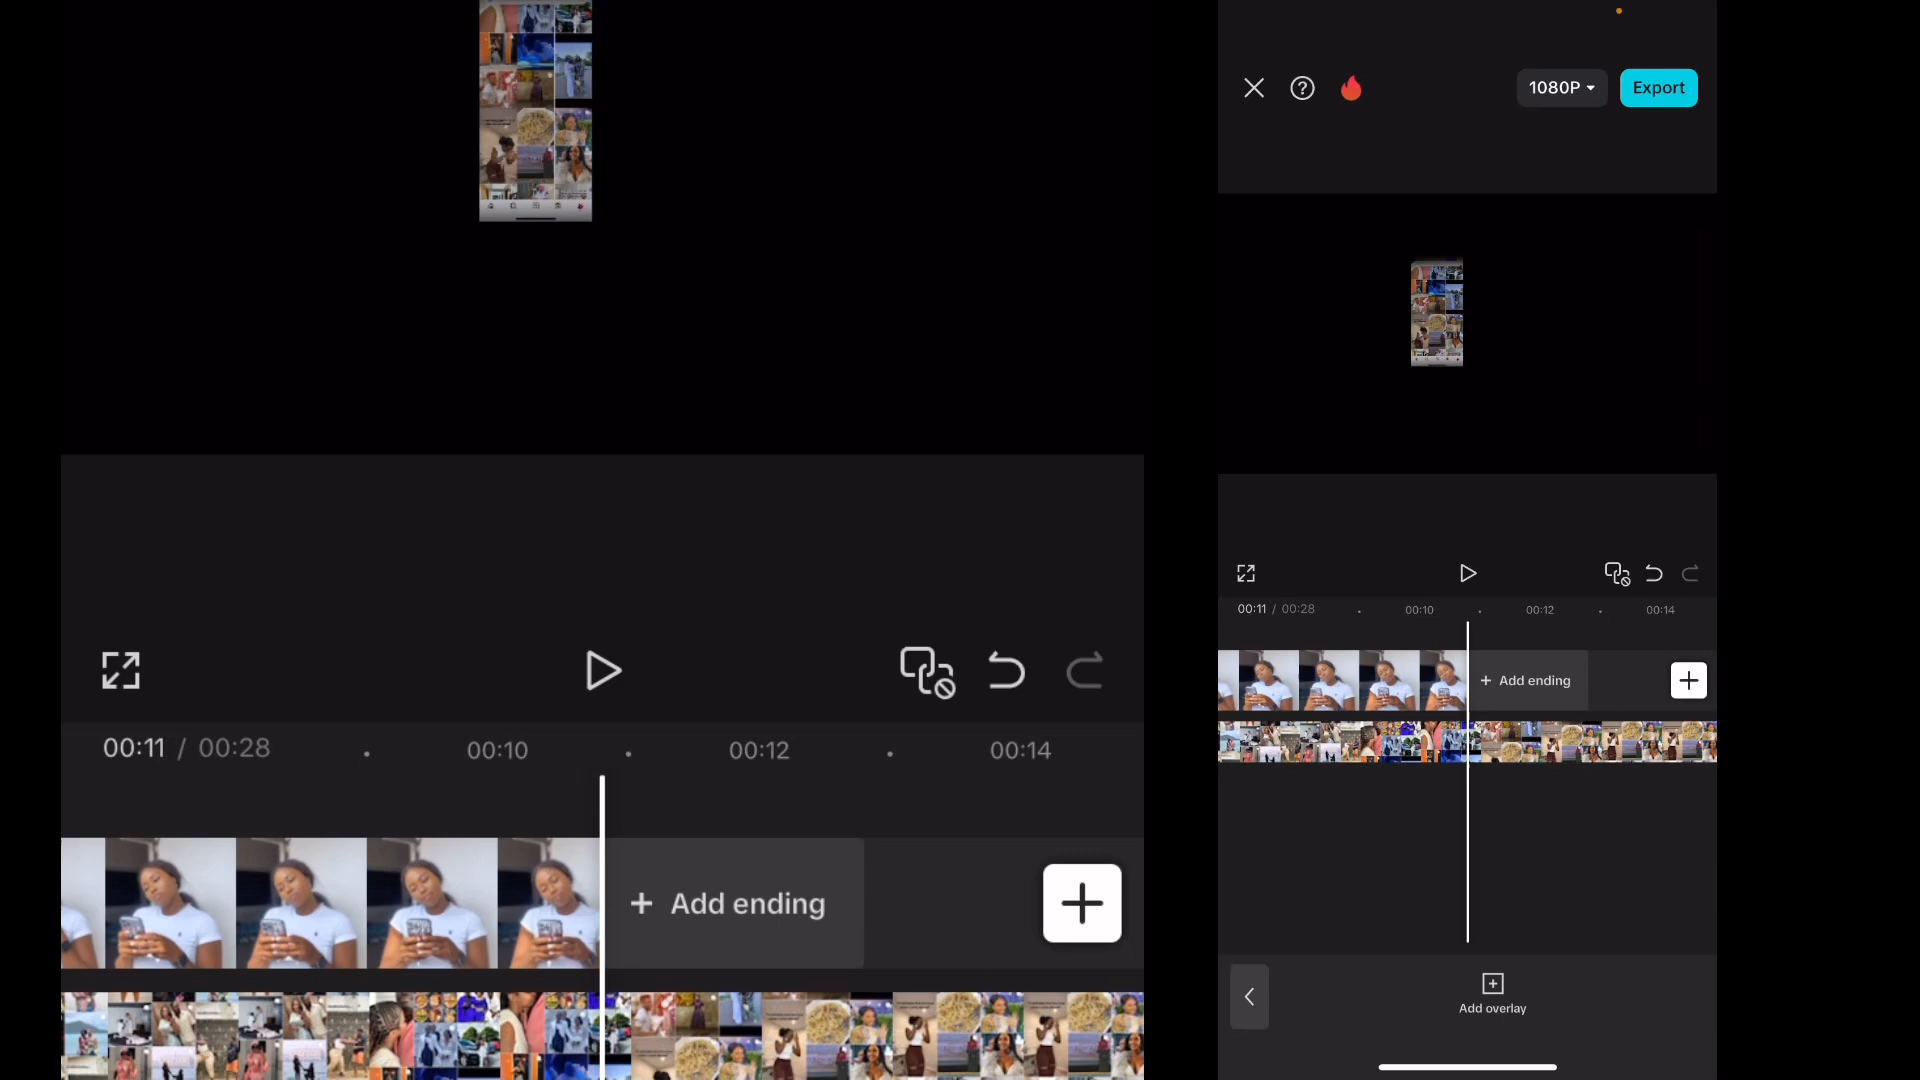 00:11 / 00:28
00:10
00:12
00:14
+ Add ending
1080P
Export
00:11 / 00:28
00:10
00:12
00:14
+ Add ending
Add overlay